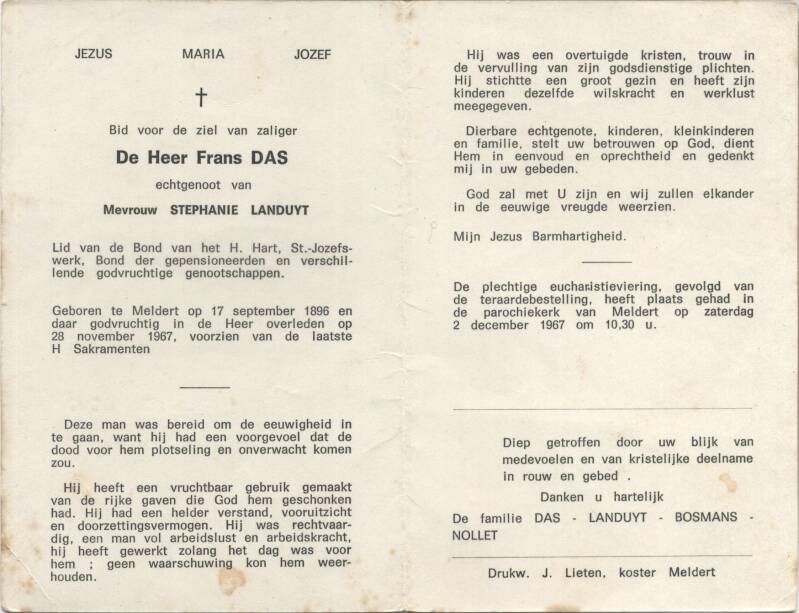 JEZUS MARIA JOZEF
Bid voor de ziel van zaliger
De Heer Frans DAS
echtgenoot van
Mevrouw STEPHANIE LANDUYT
Lid van de Bond van het H. Hart, St.-Jozefs-
werk, Bond der gepensioneerden en verschil-
lende godvruchtige genootschappen.
Geboren te Meldert op 17 september 1896 en
daar godvruchtig in de Heer overleden op
28 november 1967, voorzien van de laatste
H Sakramenten
Deze man was bereid om de eeuwigheid in
te gaan, want hij had een voorgevoel dat de
dood voor hem plotseling en onverwacht komen
zou.
Hij heeft een vruchtbaar gebruik gemaakt
van de rijke gaven die God hem geschonken
had. Hij had een helder verstand, vooruitzicht
en doorzettingsvermogen. Hij was rechtvaar-
dig, een man vol arbeidslust en arbeidskracht,
hij heeft gewerkt zolang het dag was voor
hem ; geen waarschuwing kon hem weer-
houden.
Hij was een overtuigde kristen, trouw in
de vervulling van zijn godsdienstige plichten.
Hij stichtte een groot gezin en heeft zijn
kinderen dezelfde wilskracht en werklust
meegegeven.
Dierbare echtgenote, kinderen, kleinkinderen
en familie, stelt uw betrouwen op God, dient
Hem in eenvoud en oprechtheid en gedenkt
mij in uw gebeden.
God zal met U zijn en wij zullen elkander
in de eeuwige vreugde weerzien.
Mijn Jezus Barmhartigheid.
De plechtige eucharistieviering, gevolgd van
de teraardebestelling, heeft plaats gehad in
de parochiekerk van Meldert op zaterdag
2 december 1967 om 10,30 u.
Diep getroffen door uw blijk van
medevoelen en van kristelijke deelname
in rouw en gebed .
Danken u hartelijk
De familie DAS - LANDUYT - BOSMANS -
NOLLET
Drukw. J. Lieten, koster Meldert